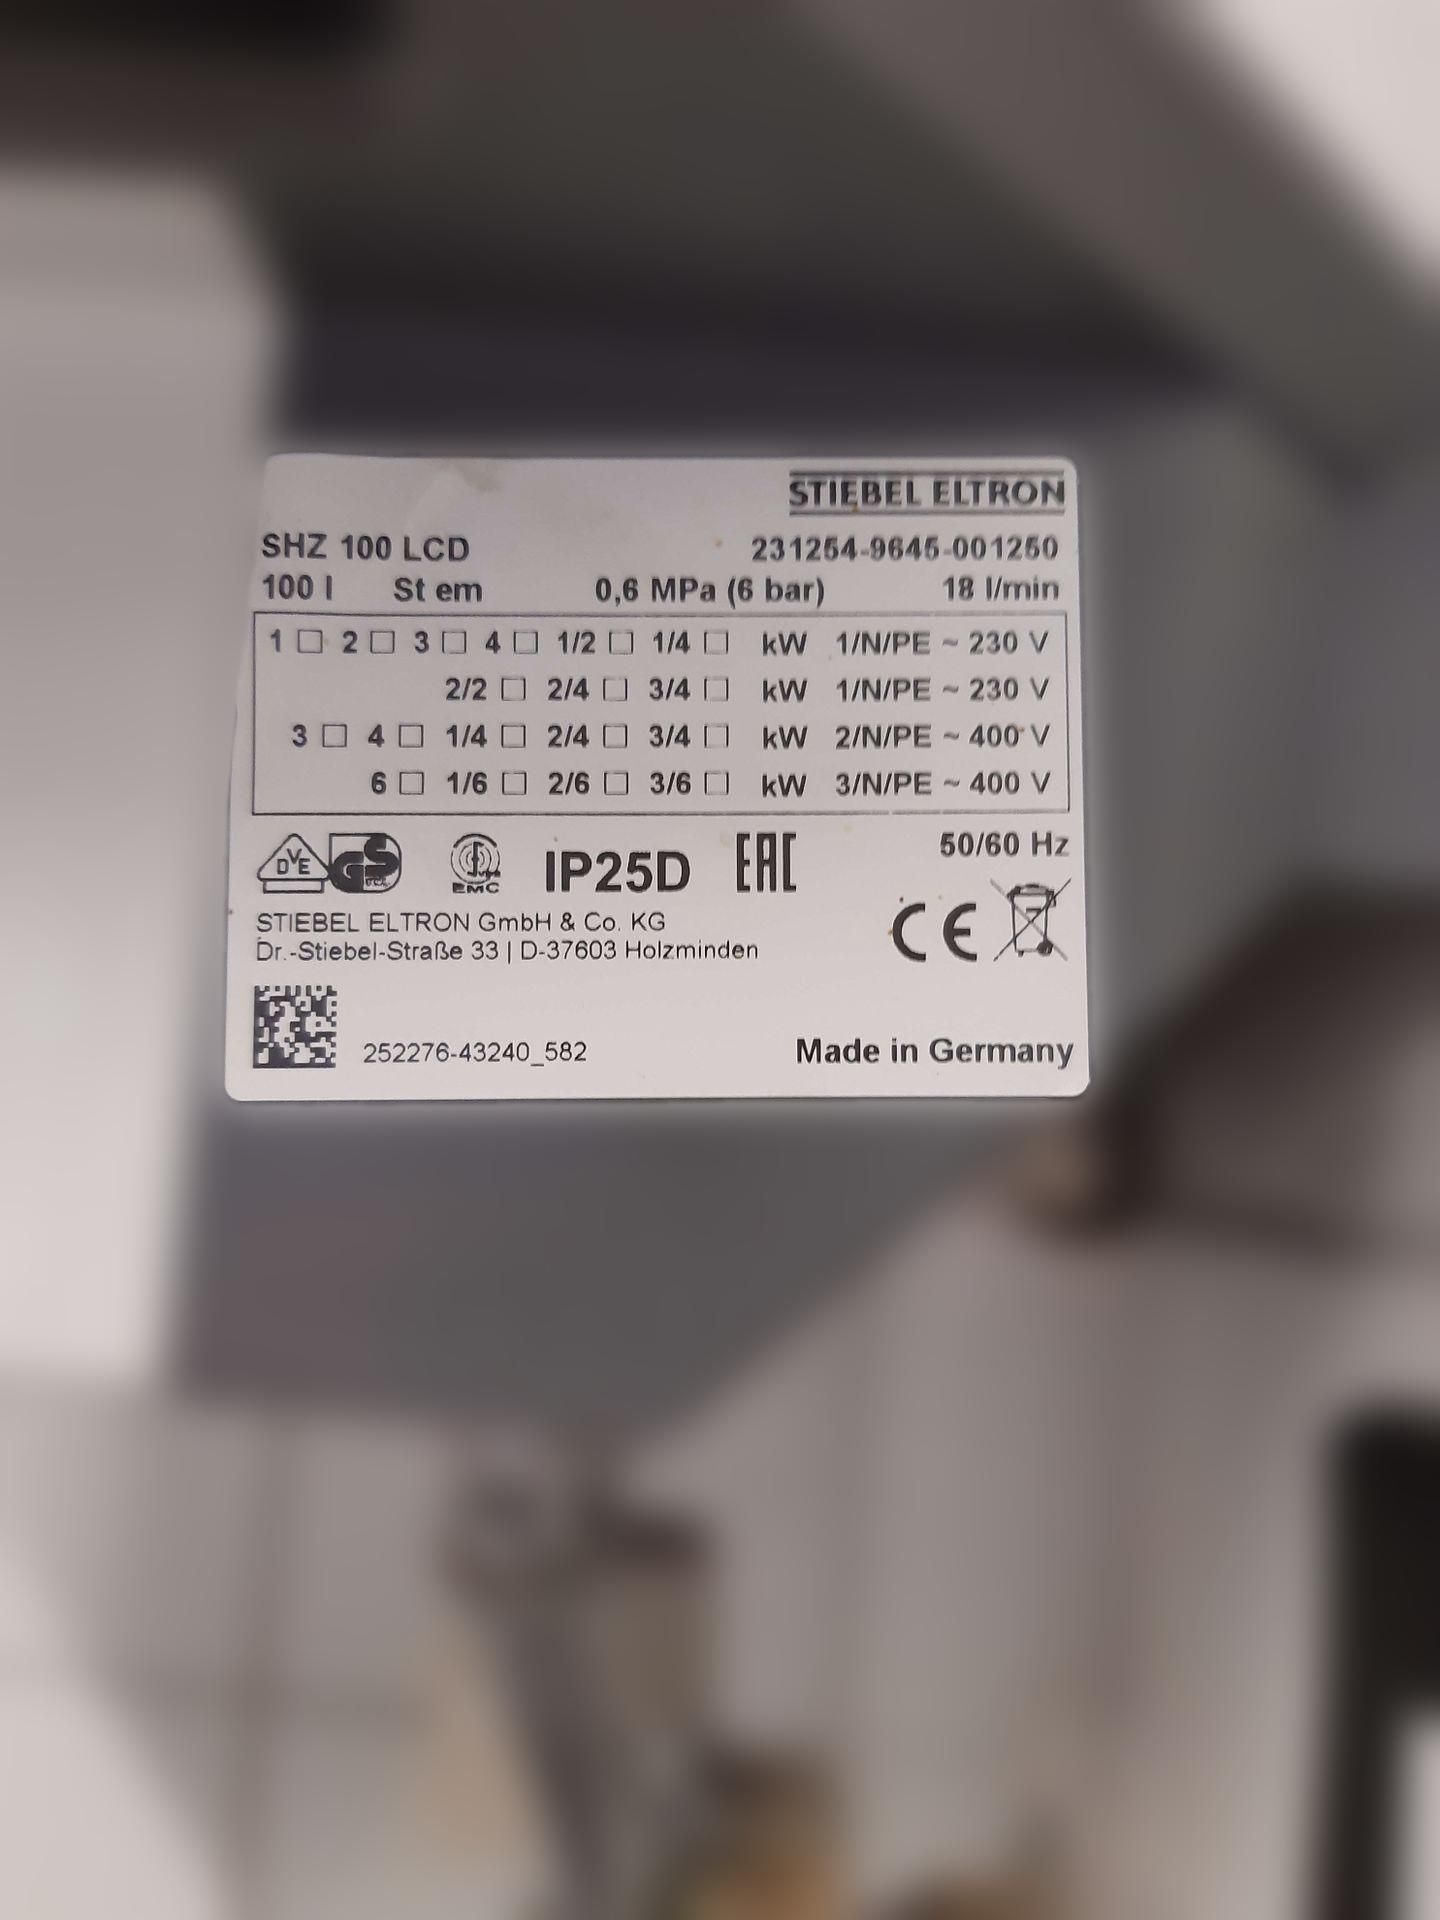 STIEBEL ELTRON
SHZ 100 LCD 231254-9645-001250
100 l St em 0,6 MPa (6 bar) 18 l/min
1 □ 2 □ 3 □ 4 □ 1/2 □ 1/4 □ kW 1/N/PE ~ 230 V
2/2 □ 2/4 □ 3/4 □ kW 1/N/PE ~ 230 V
3 □ 4 □ 1/4 □ 2/4 □ 3/4 □ kW 2/N/PE ~ 400 V
6 □ 1/6 □ 2/6 □ 3/6 □ kW 3/N/PE ~ 400 V
50/60 Hz
DVE GS EMC IP25D EAC
STIEBEL ELTRON GmbH & Co. KG CE
Dr.-Stiebel-Straße 33 | D-37603 Holzminden
252276-43240_582 Made in Germany